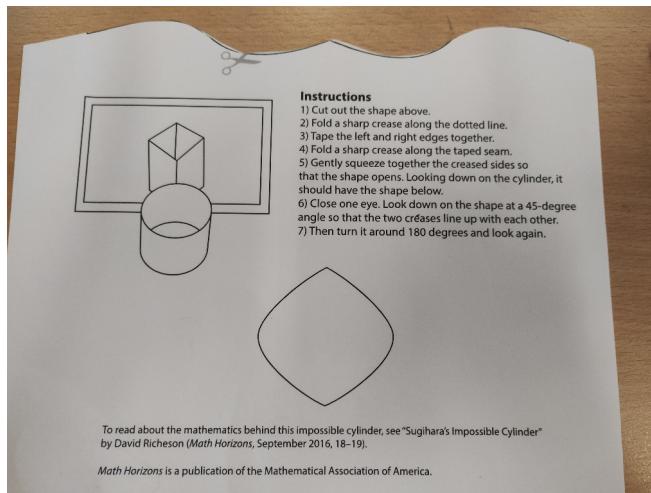 Instructions
1) Cut out the shape above.
2) Fold a sharp crease along the dotted line.
3) Tape the left and right edges together.
4) Fold a sharp crease along the taped seam.
5) Gently squeeze together the creased sides so
that the shape opens. Looking down on the cylinder, it
should have the shape below.
6) Close one eye. Look down on the shape at a 45-degree
angle so that the two creases line up with each other.
7) Then turn it around 180 degrees and look again.
To read about the mathematics behind this impossible cylinder, see "Sugihara's Impossible Cylinder"
by David Richeson (Math Horizons, September 2016, 18–19).
Math Horizons is a publication of the Mathematical Association of America.